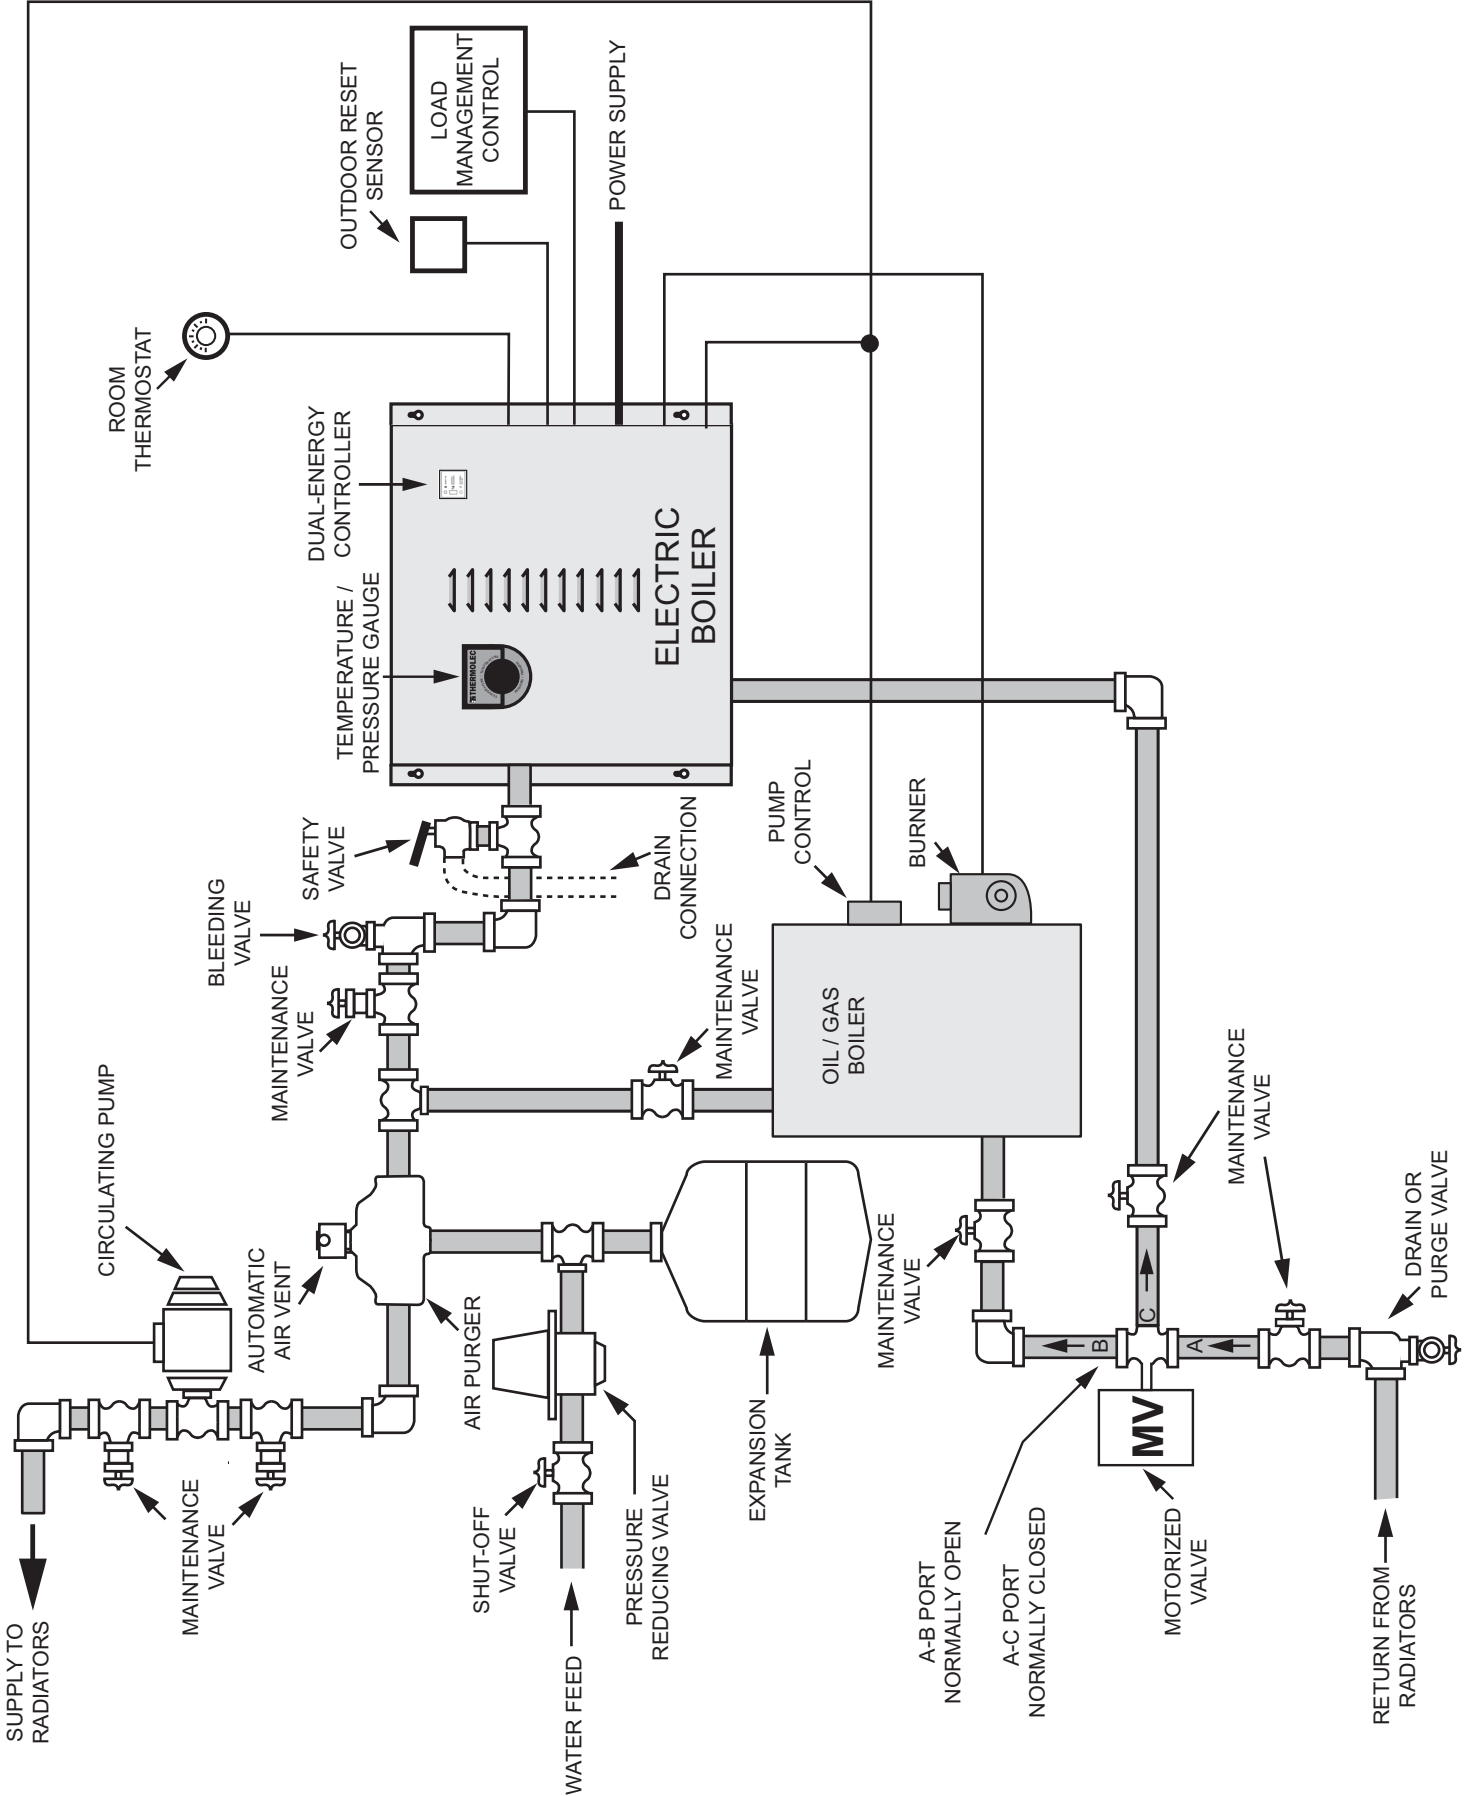 SUPPLY TO
RADIATORS
MAINTENANCE
VALVE
CIRCULATING PUMP
ROOM
THERMOSTAT
AUTOMATIC
AIR VENT
MAINTENANCE
VALVE
BLEEDING
VALVE
SAFETY
VALVE
TEMPERATURE /
PRESSURE GAUGE
DUAL-ENERGY
CONTROLLER
OUTDOOR RESET
SENSOR
LOAD
MANAGEMENT
CONTROL
POWER SUPPLY
THERMOLEC
ELECTRIC
BOILER
DRAIN
CONNECTION
AIR PURGER
SHUT-OFF
VALVE
WATER FEED
PRESSURE
REDUCING VALVE
EXPANSION
TANK
MAINTENANCE
VALVE
PUMP
CONTROL
BURNER
OIL / GAS
BOILER
MAINTENANCE
VALVE
A-B PORT
NORMALLY OPEN
A-C PORT
NORMALLY CLOSED
B
C
A
MV
MOTORIZED
VALVE
MAINTENANCE
VALVE
DRAIN OR
PURGE VALVE
RETURN FROM
RADIATORS